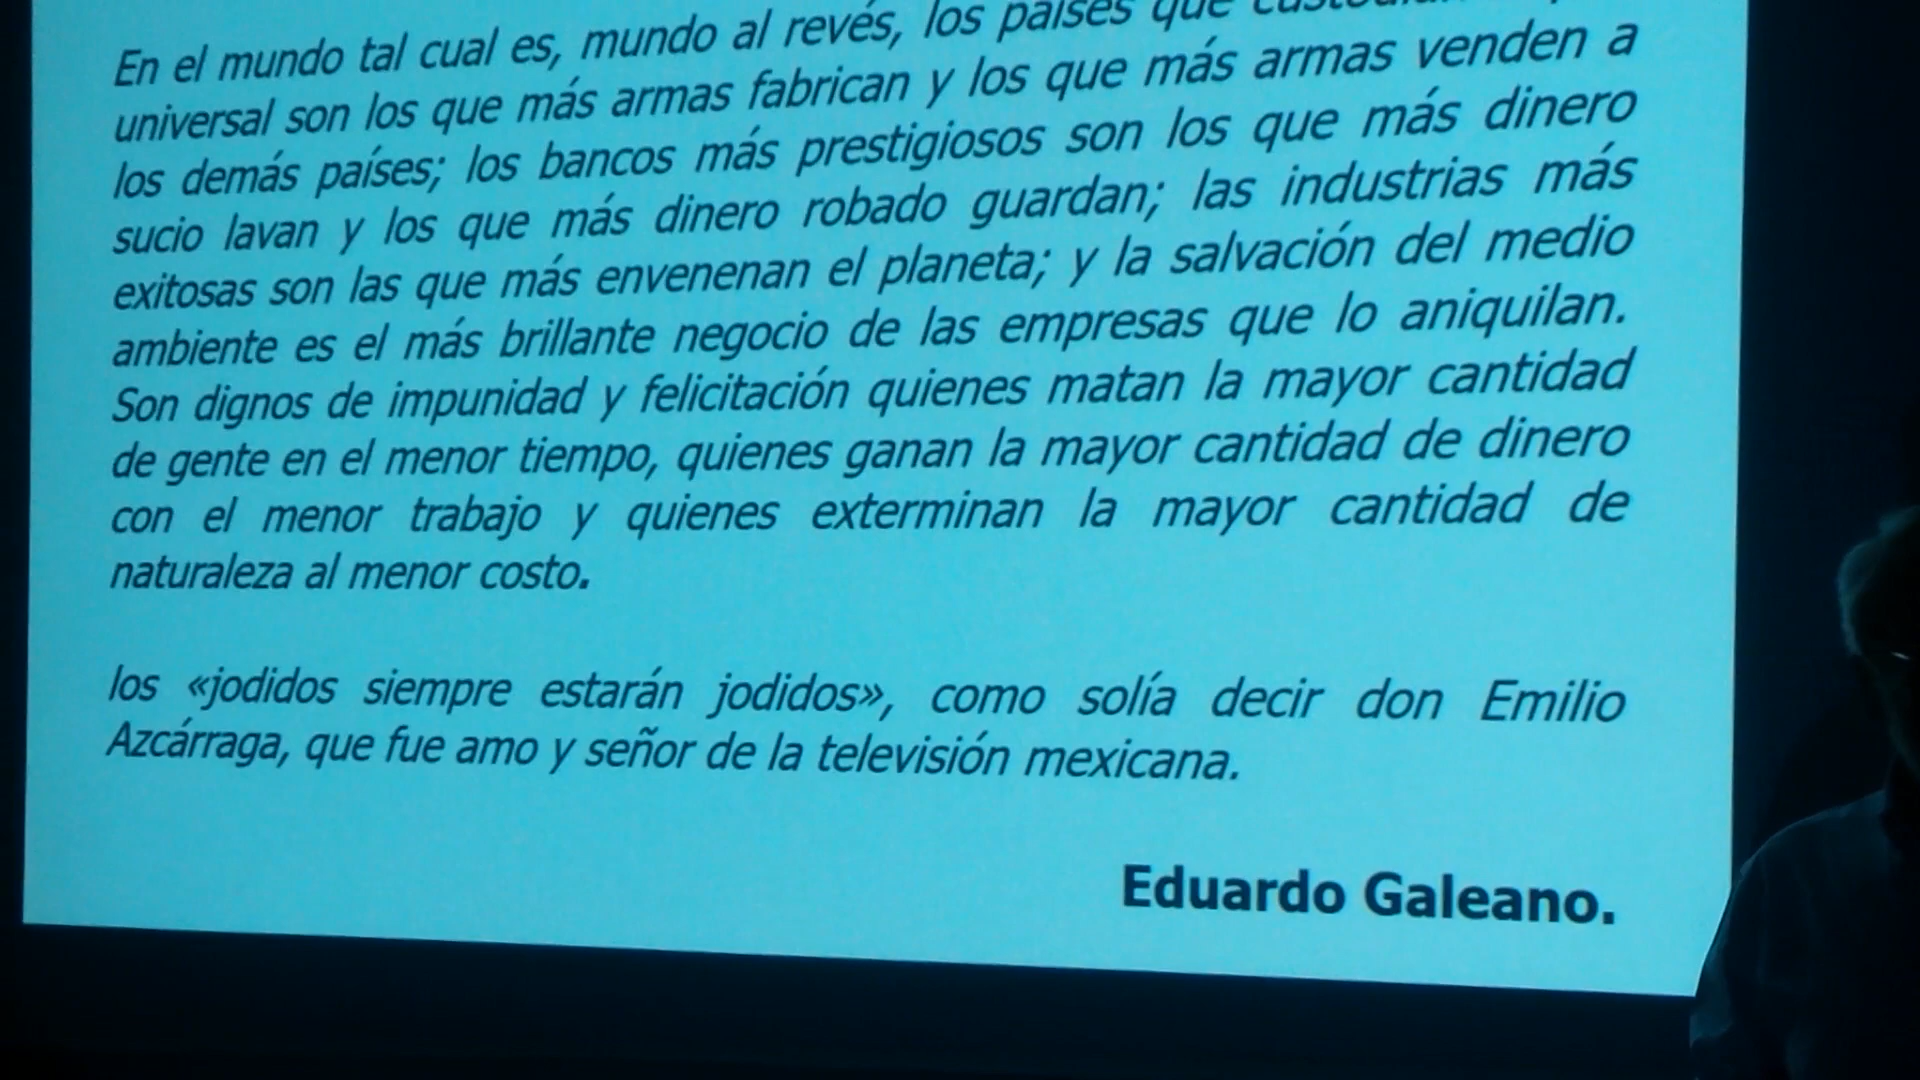 En el mundo tal cual es, mundo al revés, los países que
universal son los que más armas fabrican y los que más armas venden a
los demás países; los bancos más prestigiosos son los que más dinero
sucio lavan y los que más dinero robado guardan; las industrias más
exitosas son las que más envenenan el planeta; y la salvación del medio
ambiente es el más brillante negocio de las empresas que lo aniquilan.
Son dignos de impunidad y felicitación quienes matan la mayor cantidad
de gente en el menor tiempo, quienes ganan la mayor cantidad de dinero
con el menor trabajo y quienes exterminan la mayor cantidad de
naturaleza al menor costo.
los «jodidos siempre estarán jodidos», como solía decir don Emilio
Azcárraga, que fue amo y señor de la televisión mexicana.
Eduardo Galeano.